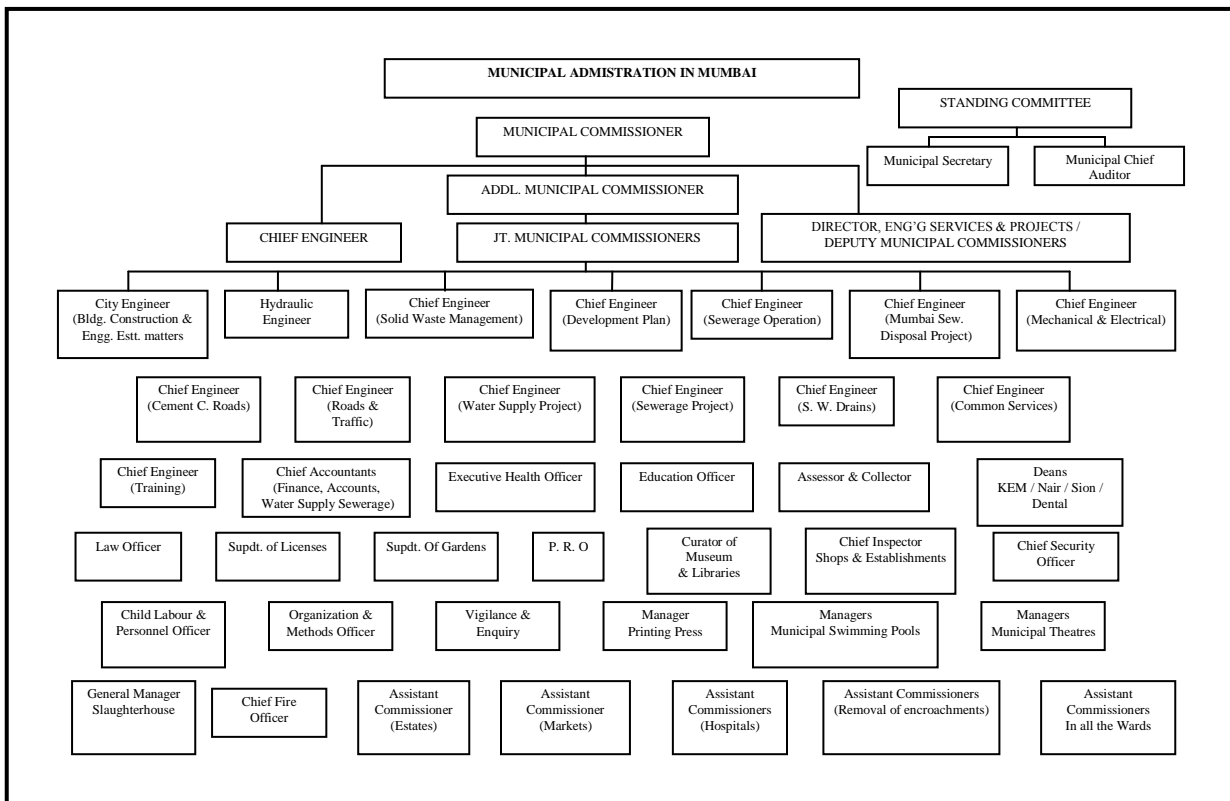 MUNICIPAL ADMISTRATION IN MUMBAI
STANDING COMMITTEE
MUNICIPAL COMMISSIONER
Municipal Secretary
Municipal Chief
Auditor
ADDL. MUNICIPAL COMMISSIONER
CHIEF ENGINEER
JT. MUNICIPAL COMMISSIONERS
DIRECTOR, ENG'G SERVICES & PROJECTS /
DEPUTY MUNICIPAL COMMISSIONERS
City Engineer
(Bldg. Construction &
Engg. Estt. matters
Hydraulic
Engineer
Chief Engineer
(Solid Waste Management)
Chief Engineer
(Development Plan)
Chief Engineer
(Sewerage Operation)
Chief Engineer
(Mumbai Sew.
Disposal Project)
Chief Engineer
(Mechanical & Electrical)
Chief Engineer
(Cement C. Roads)
Chief Engineer
(Roads &
Traffic)
Chief Engineer
(Water Supply Project)
Chief Engineer
(Sewerage Project)
Chief Engineer
(S. W. Drains)
Chief Engineer
(Common Services)
Chief Engineer
(Training)
Chief Accountants
(Finance, Accounts,
Water Supply Sewerage)
Executive Health Officer
Education Officer
Assessor & Collector
Deans
KEM / Nair / Sion /
Dental
Law Officer
Supdt. of Licenses
Supdt. Of Gardens
P. R. O
Curator of
Museum
& Libraries
Chief Inspector
Shops & Establishments
Chief Security
Officer
Child Labour &
Personnel Officer
Organization &
Methods Officer
Vigilance &
Enquiry
Manager
Printing Press
Managers
Municipal Swimming Pools
Managers
Municipal Theatres
General Manager
Slaughterhouse
Chief Fire
Officer
Assistant
Commissioner
(Estates)
Assistant
Commissioner
(Markets)
Assistant
Commissioners
(Hospitals)
Assistant Commissioners
(Removal of encroachments)
Assistant
Commissioners
In all the Wards